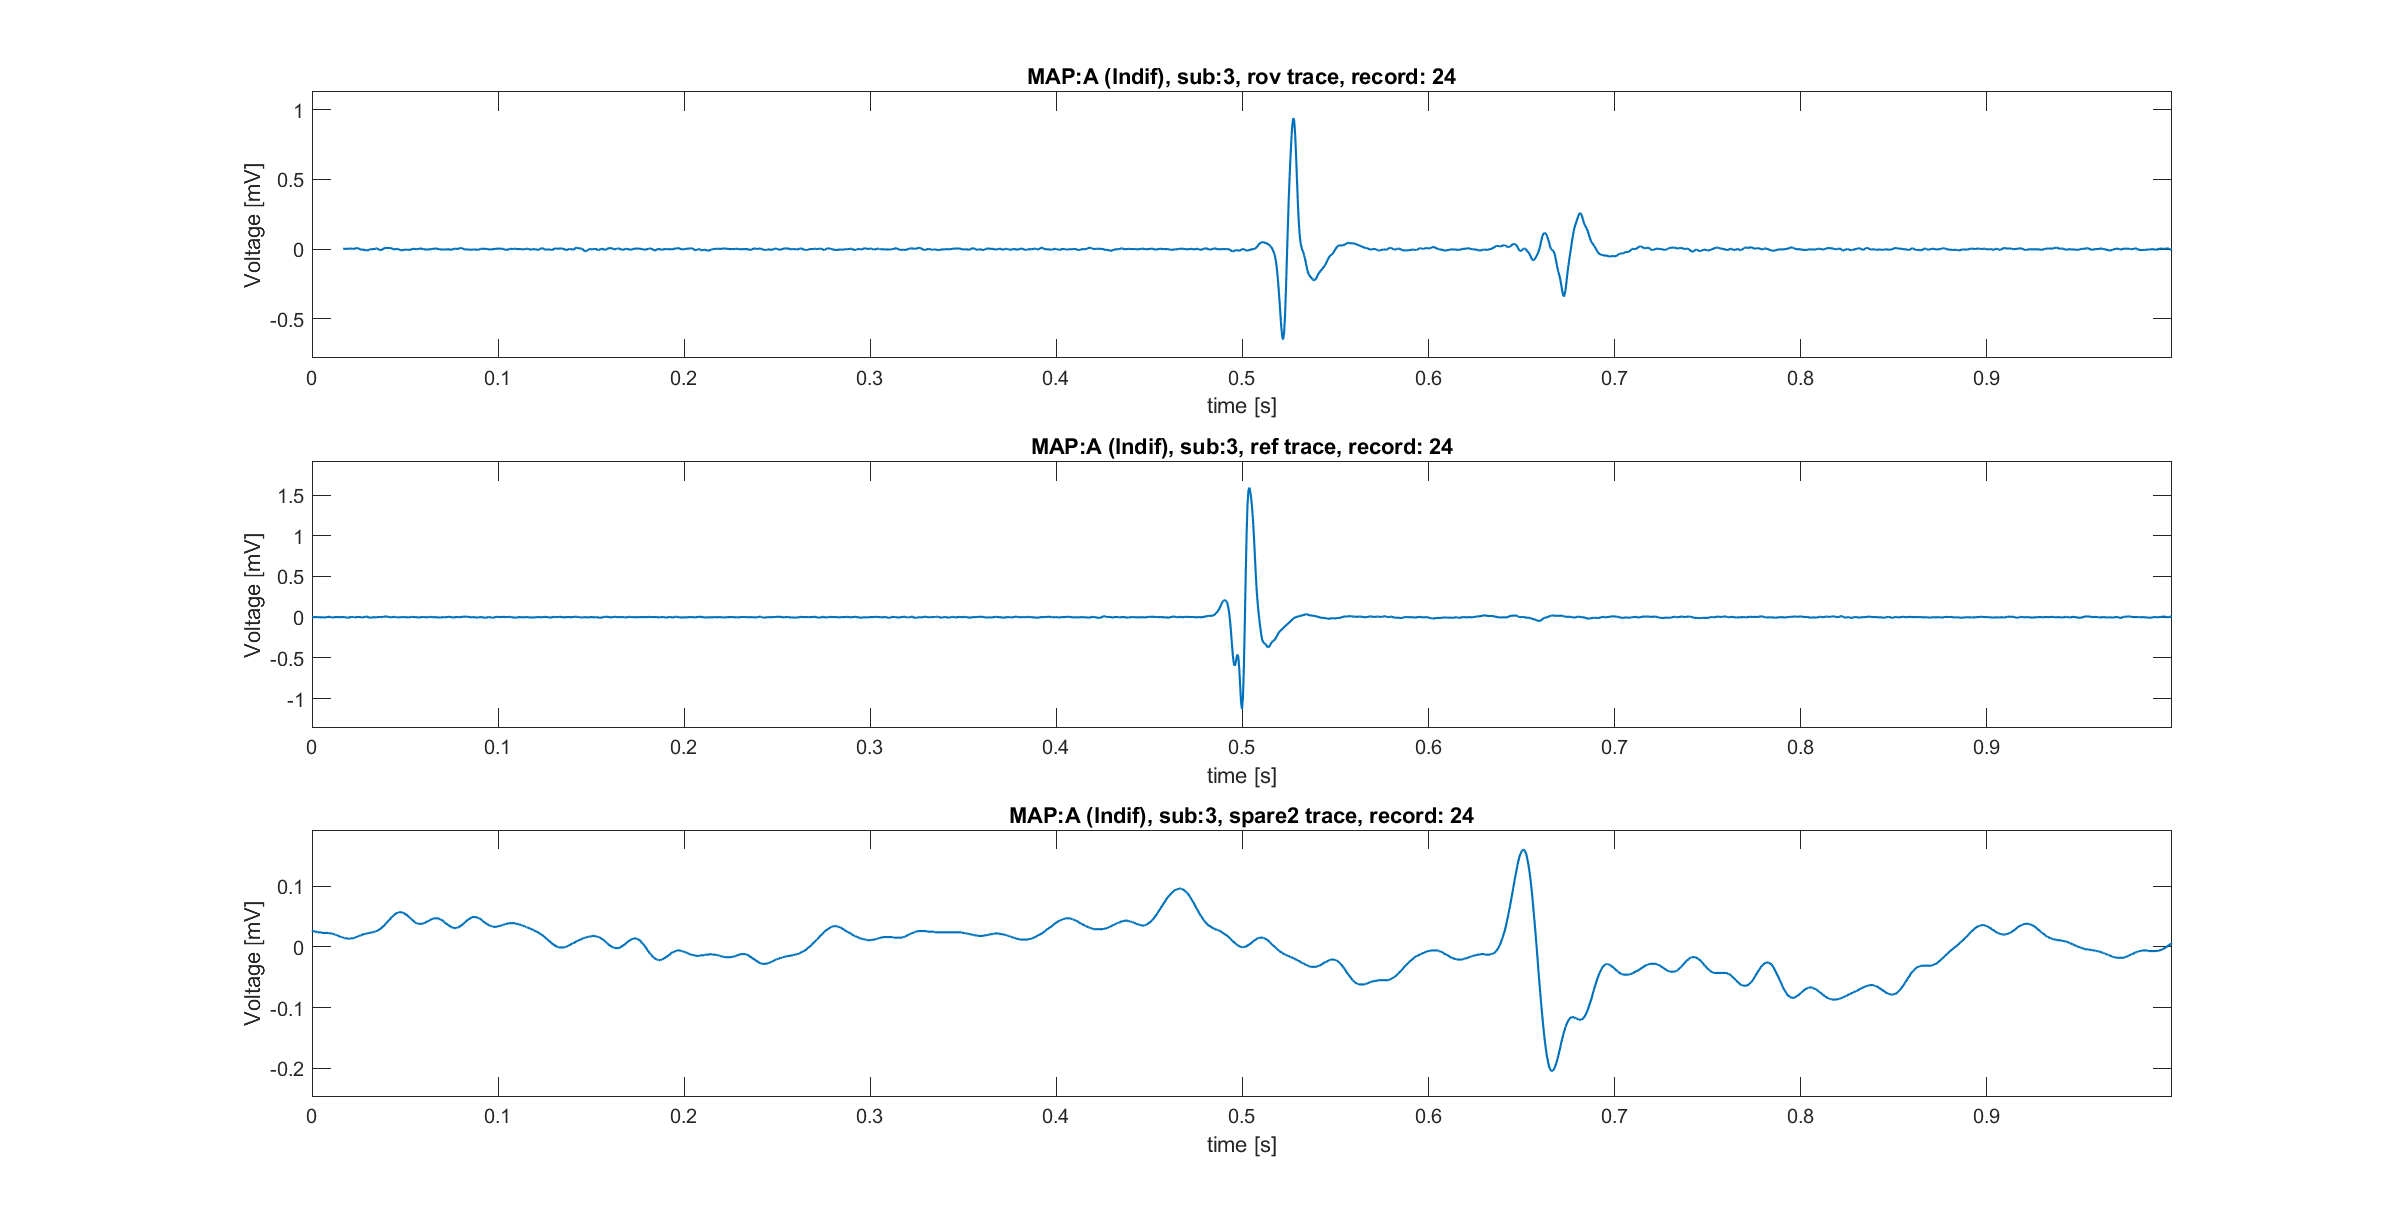 MAP:A (Indif), sub:3, rov trace, record: 24
1
0.5
0
-0.5
Voltage [mV]
0 0.1 0.2 0.3 0.4 0.5 0.6 0.7 0.8 0.9
time [s]
MAP:A (Indif), sub:3, ref trace, record: 24
1.5
1
0.5
0
-0.5
-1
Voltage [mV]
0 0.1 0.2 0.3 0.4 0.5 0.6 0.7 0.8 0.9
time [s]
MAP:A (Indif), sub:3, spare2 trace, record: 24
0.1
0
-0.1
-0.2
Voltage [mV]
0 0.1 0.2 0.3 0.4 0.5 0.6 0.7 0.8 0.9
time [s]